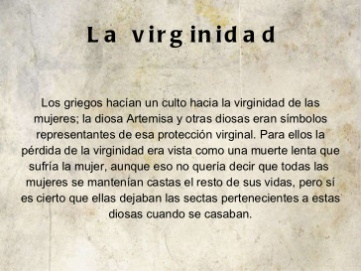 La virginidad
Los griegos hacían un culto hacia la virginidad de las
mujeres; la diosa Artemisa y otras diosas eran símbolos
representantes de esa protección virginal. Para ellos la
pérdida de la virginidad era vista como una muerte lenta que
sufría la mujer, aunque eso no quería decir que todas las
mujeres se mantenían castas el resto de sus vidas, pero sí
es cierto que ellas dejaban las sectas pertenecientes a estas
diosas cuando se casaban.